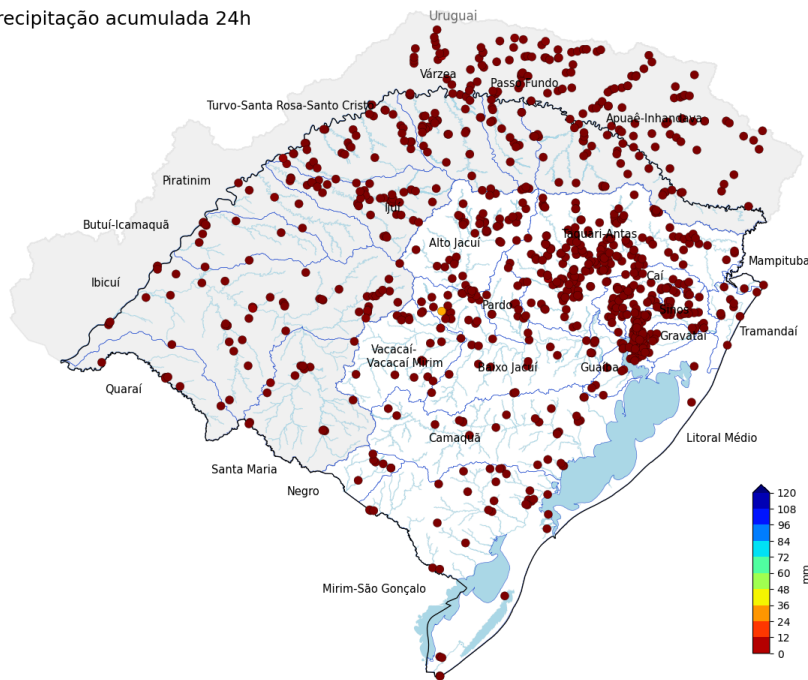 recipitação acumulada 24h
Uruguai
Várzea
Passo Fundo
Turvo-Santa Rosa-Santo Cristo
Apuaê-Inhandava
Piratinim
Ijuí
Butuí-Icamaquã
Alto Jacuí
Taquari-Antas
Mampituba
Ibicuí
Caí
Pardo
Sinos
Tramandaí
Gravataí
Vacacaí-
Vacacaí Mirim
Baixo Jacuí
Guaíba
Quaraí
Camaquã
Litoral Médio
Santa Maria
Negro
Mirim-São Gonçalo
120
108
96
84
72
60
48
36
24
12
0
mm